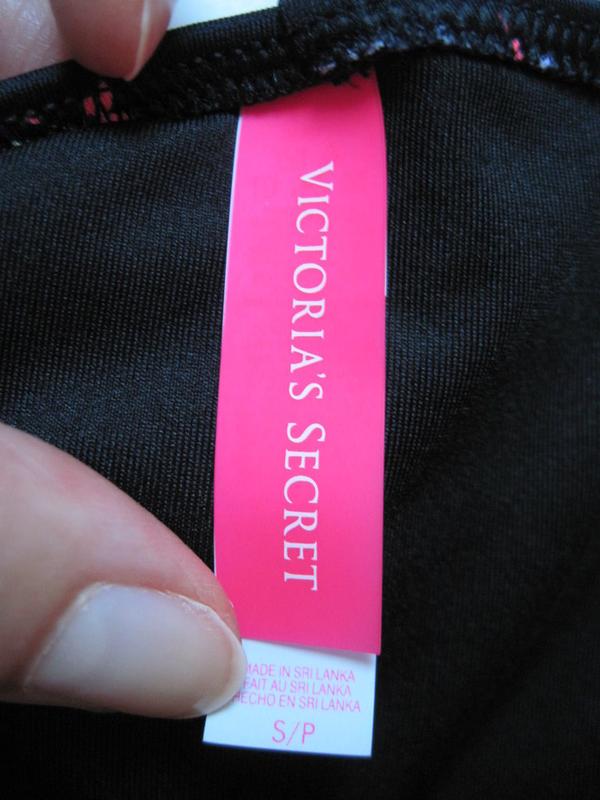 VICTORIA'S SECRET
MADE IN SRI LANKA
FAIT AU SRI LANKA
HECHO EN SRI LANKA
S/P